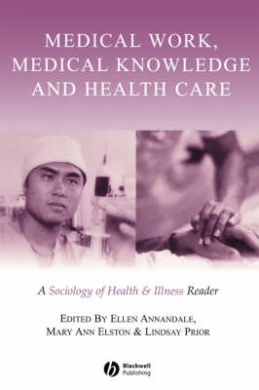 MEDICAL WORK,
MEDICAL KNOWLEDGE
AND HEALTH CARE
A Sociology of Health & Illness Reader
EDITED BY ELLEN ANNANDALE,
MARY ANN ELSTON & LINDSAY PRIOR
Blackwell
Publishing